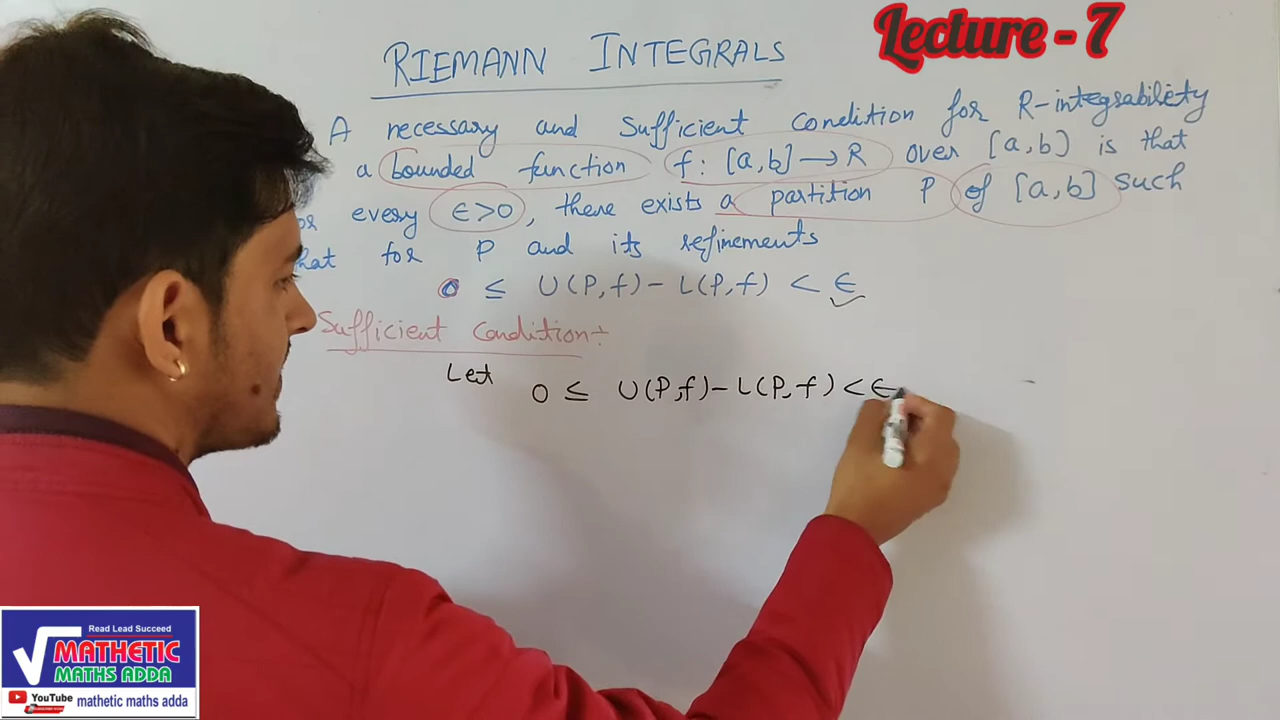 Lecture - 7
RIEMANN INTEGRALS
A necessary and Sufficient Condition for R-integrability
a bounded function f: [a,b] → R over [a,b] is that
every ϵ>0, there exists a partition P of [a,b] such
for P and its refinements
0 ≤ U(P,f) - L(P,f) < ϵ
Sufficient Condition:-
Let 0 ≤ U(P,f) - L(P,f) < ϵ
Read Lead Succeed
MATHETIC
MATHS ADDA
YouTube mathetic maths adda